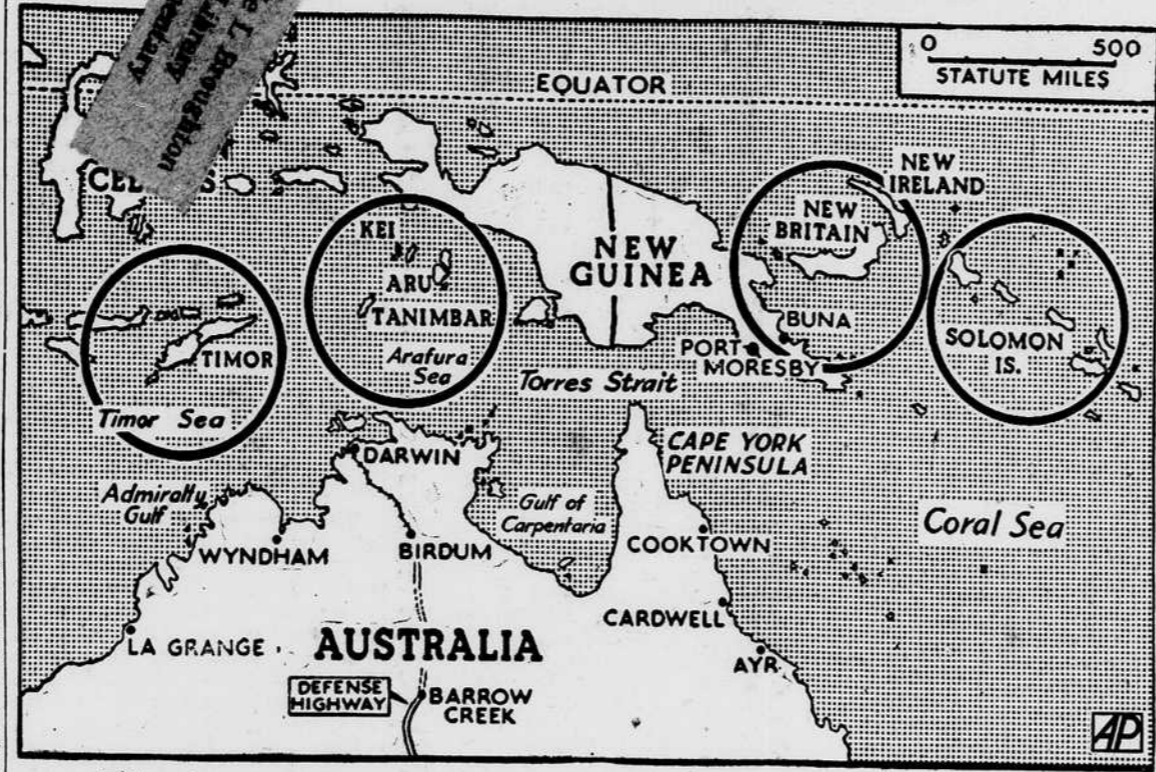 L. Broughton
Library
0 500
STATUTE MILES
EQUATOR
NEW
IRELAND
KEI
NEW
BRITAIN
NEW
GUINEA
ARU
TANIMBAR
TIMOR
BUNA
SOLOMON
IS.
Arafura
Sea
PORT
MORESBY
Torres Strait
Timor Sea
DARWIN
CAPE YORK
PENINSULA
Admiralty
Gulf
Gulf of
Carpentaria
Coral Sea
WYNDHAM
BIRDUM
COOKTOWN
CARDWELL
LA GRANGE
AUSTRALIA
AYR
DEFENSE
HIGHWAY
BARROW
CREEK
AP